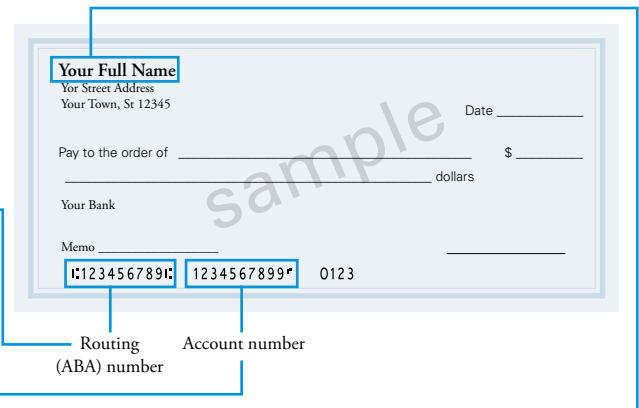 Your Full Name
Yor Street Address
Your Town, St 12345
Date
Pay to the order of $
dollars
sample
Your Bank
Memo
⑆123456789⑆ 1234567899⑈ 0123
Routing Account number
(ABA) number